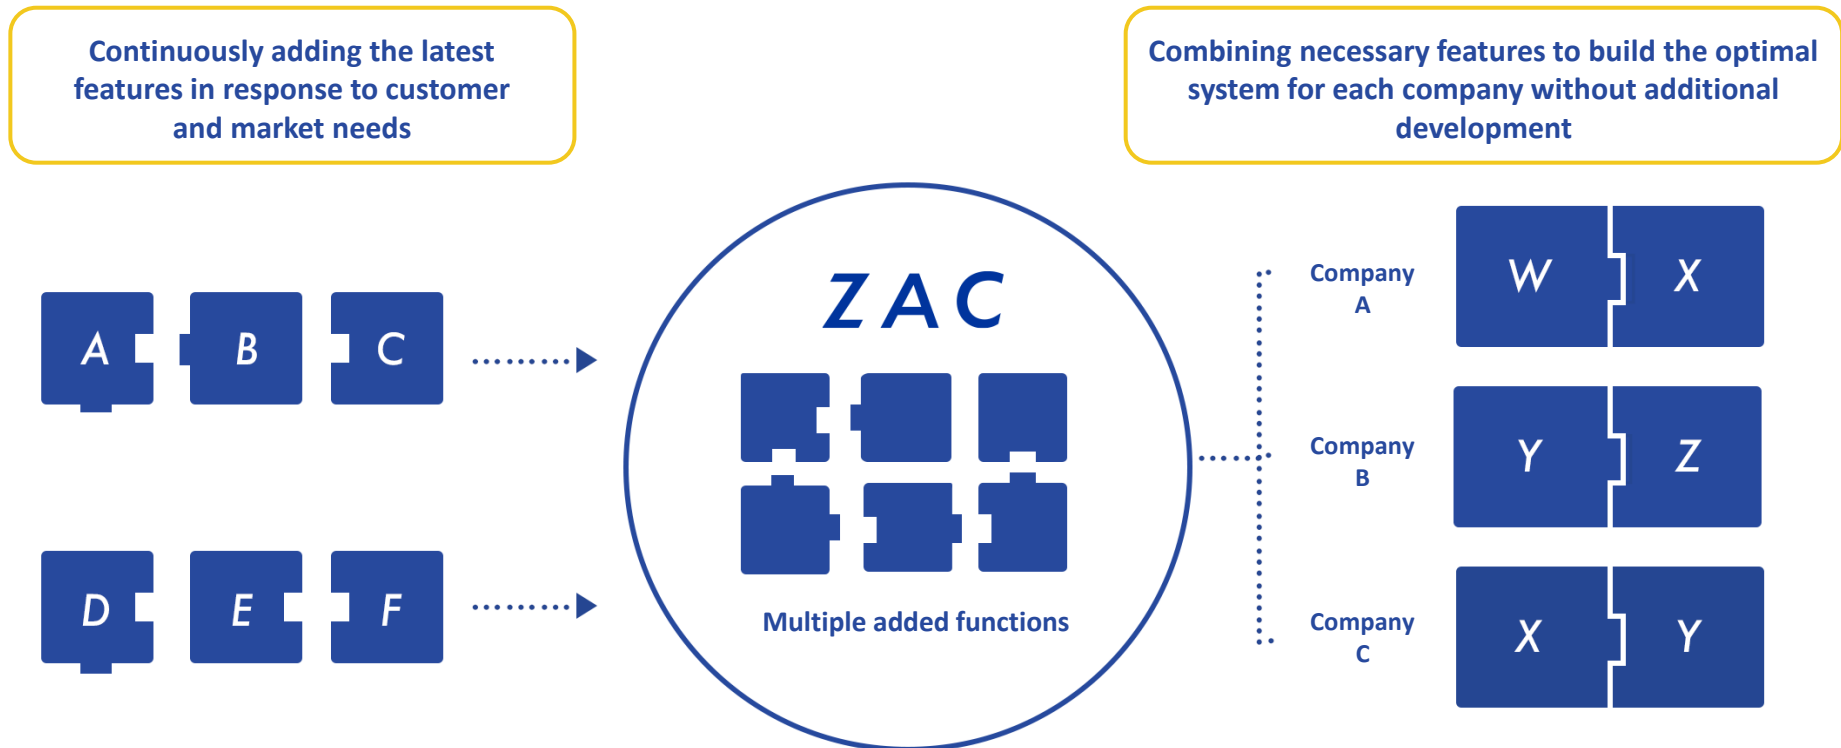 Continuously adding the latest
features in response to customer
and market needs
Combining necessary features to build the optimal
system for each company without additional
development
A
B
C
D
E
F
ZAC
Multiple added functions
Company
A
W
X
Company
B
Y
Z
Company
C
X
Y